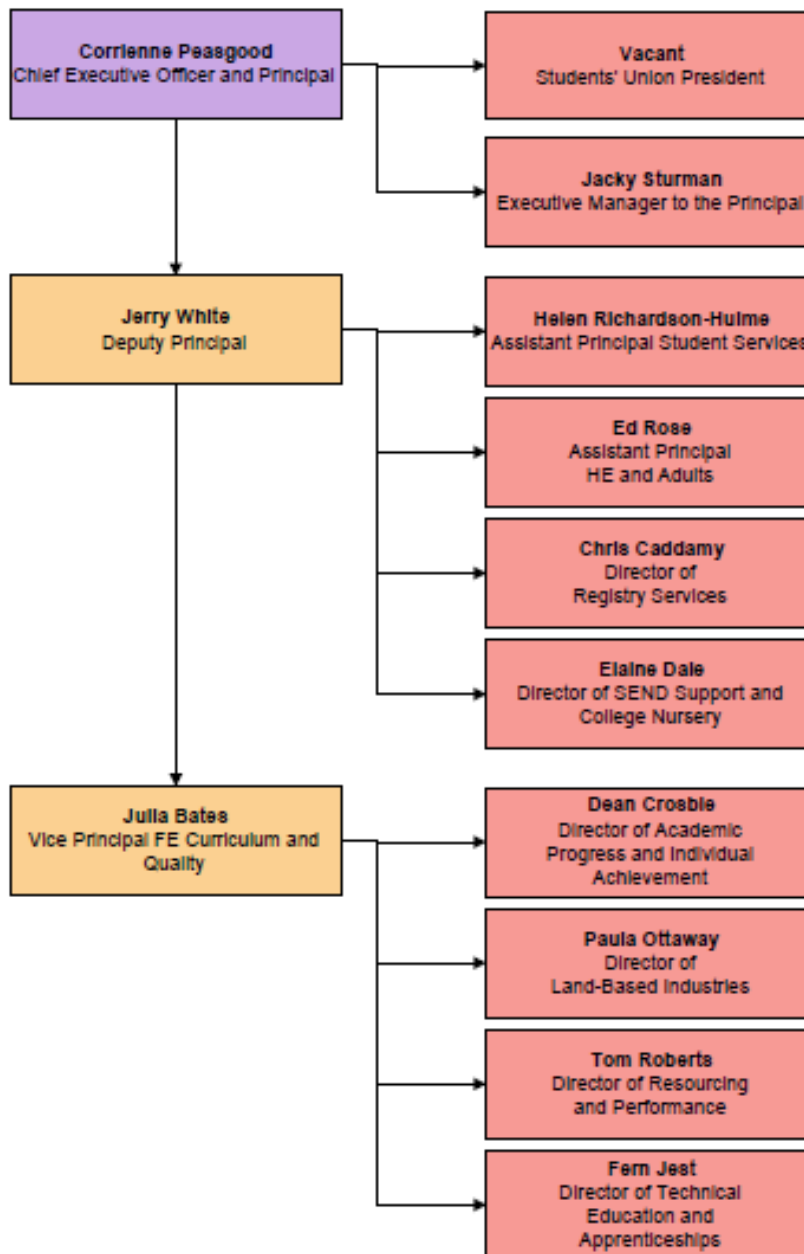 Corrienne Peasgood
Chief Executive Officer and Principal
Vacant
Students' Union President
Jacky Sturman
Executive Manager to the Principal
Jerry White
Deputy Principal
Helen Richardson-Hulme
Assistant Principal Student Services
Ed Rose
Assistant Principal
HE and Adults
Chris Caddamy
Director of
Registry Services
Elaine Dale
Director of SEND Support and
College Nursery
Julia Bates
Vice Principal FE Curriculum and
Quality
Dean Crosbie
Director of Academic
Progress and Individual
Achievement
Paula Ottaway
Director of
Land-Based Industries
Tom Roberts
Director of Resourcing
and Performance
Fern Jest
Director of Technical
Education and
Apprenticeships